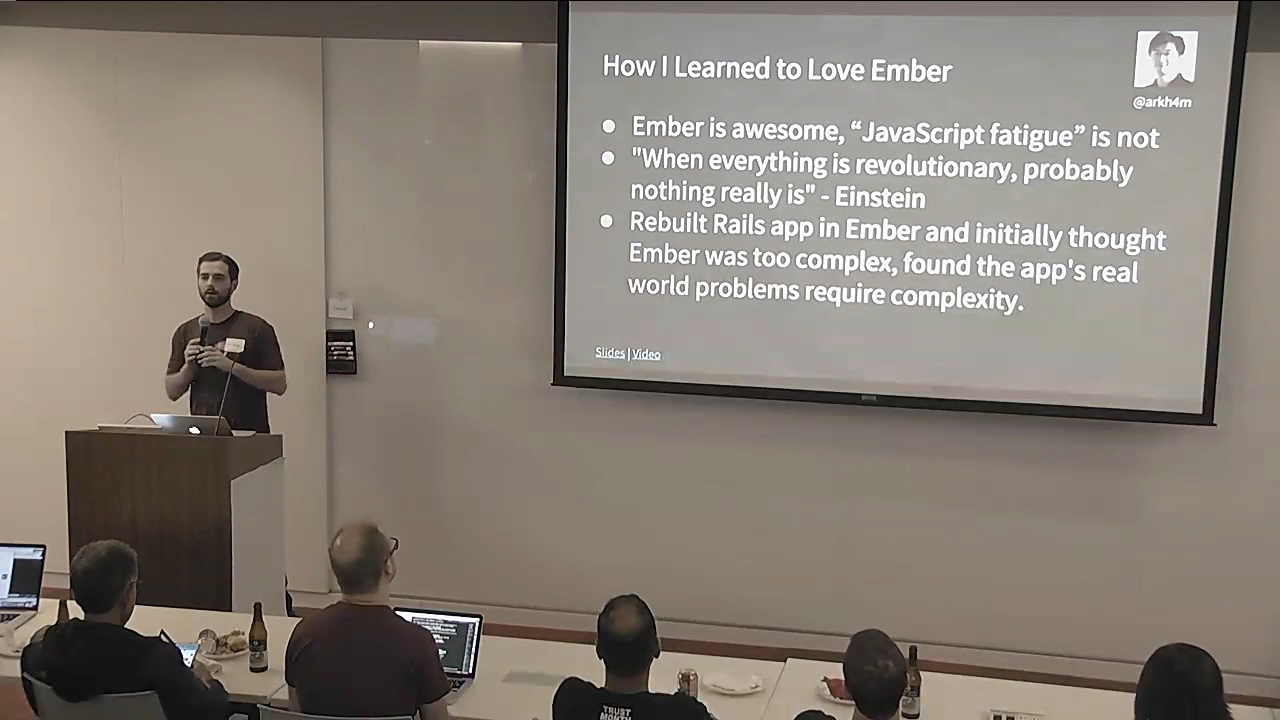 How I Learned to Love Ember
@arkh4m
● Ember is awesome, “JavaScript fatigue” is not
● "When everything is revolutionary, probably
nothing really is" - Einstein
● Rebuilt Rails app in Ember and initially thought
Ember was too complex, found the app's real
world problems require complexity.
Slides | Video
TRUST
MONTY